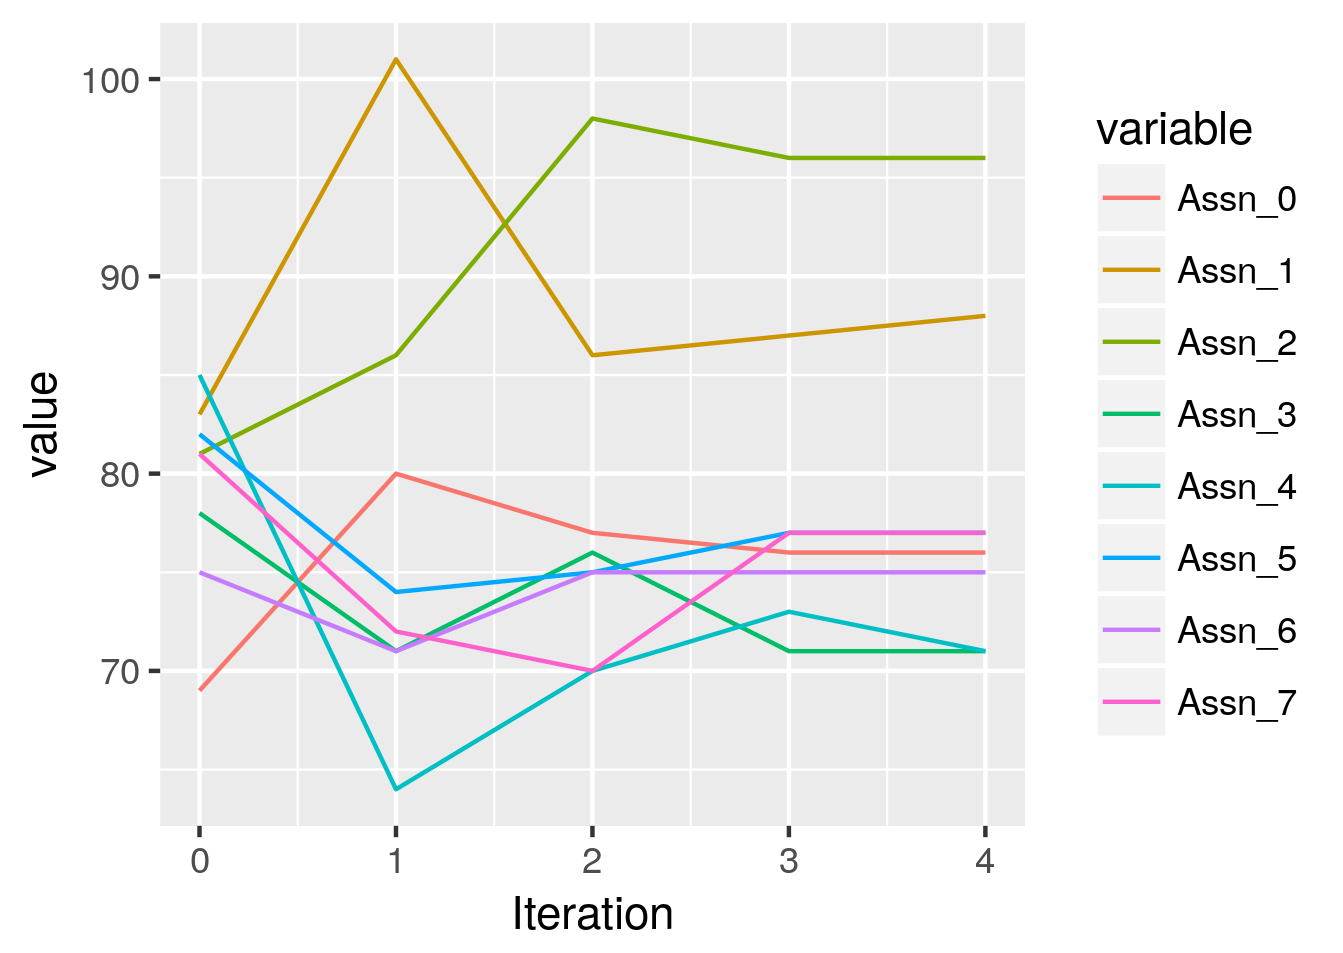 value
100
90
80
70
0 1 2 3 4
Iteration
variable
Assn_0
Assn_1
Assn_2
Assn_3
Assn_4
Assn_5
Assn_6
Assn_7